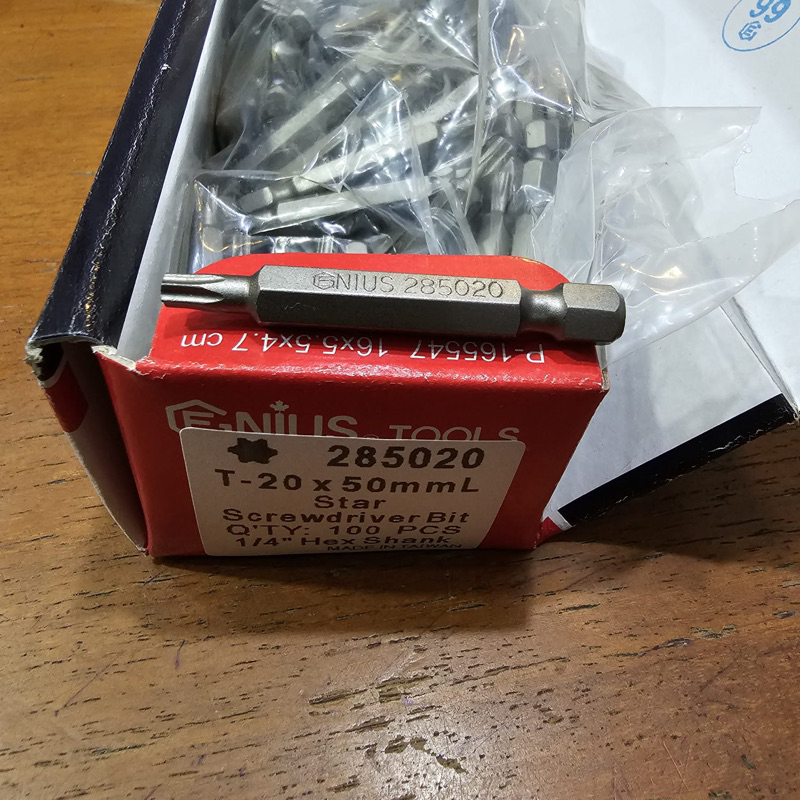 99
GENIUS 285020
P-165547 16x5.5x4.7 cm
GENIUS TOOLS
285020
T-20 x 50mmL
Star
Screwdriver Bit
Q'TY: 100 PCS
1/4" Hex Shank
MADE IN TAIWAN